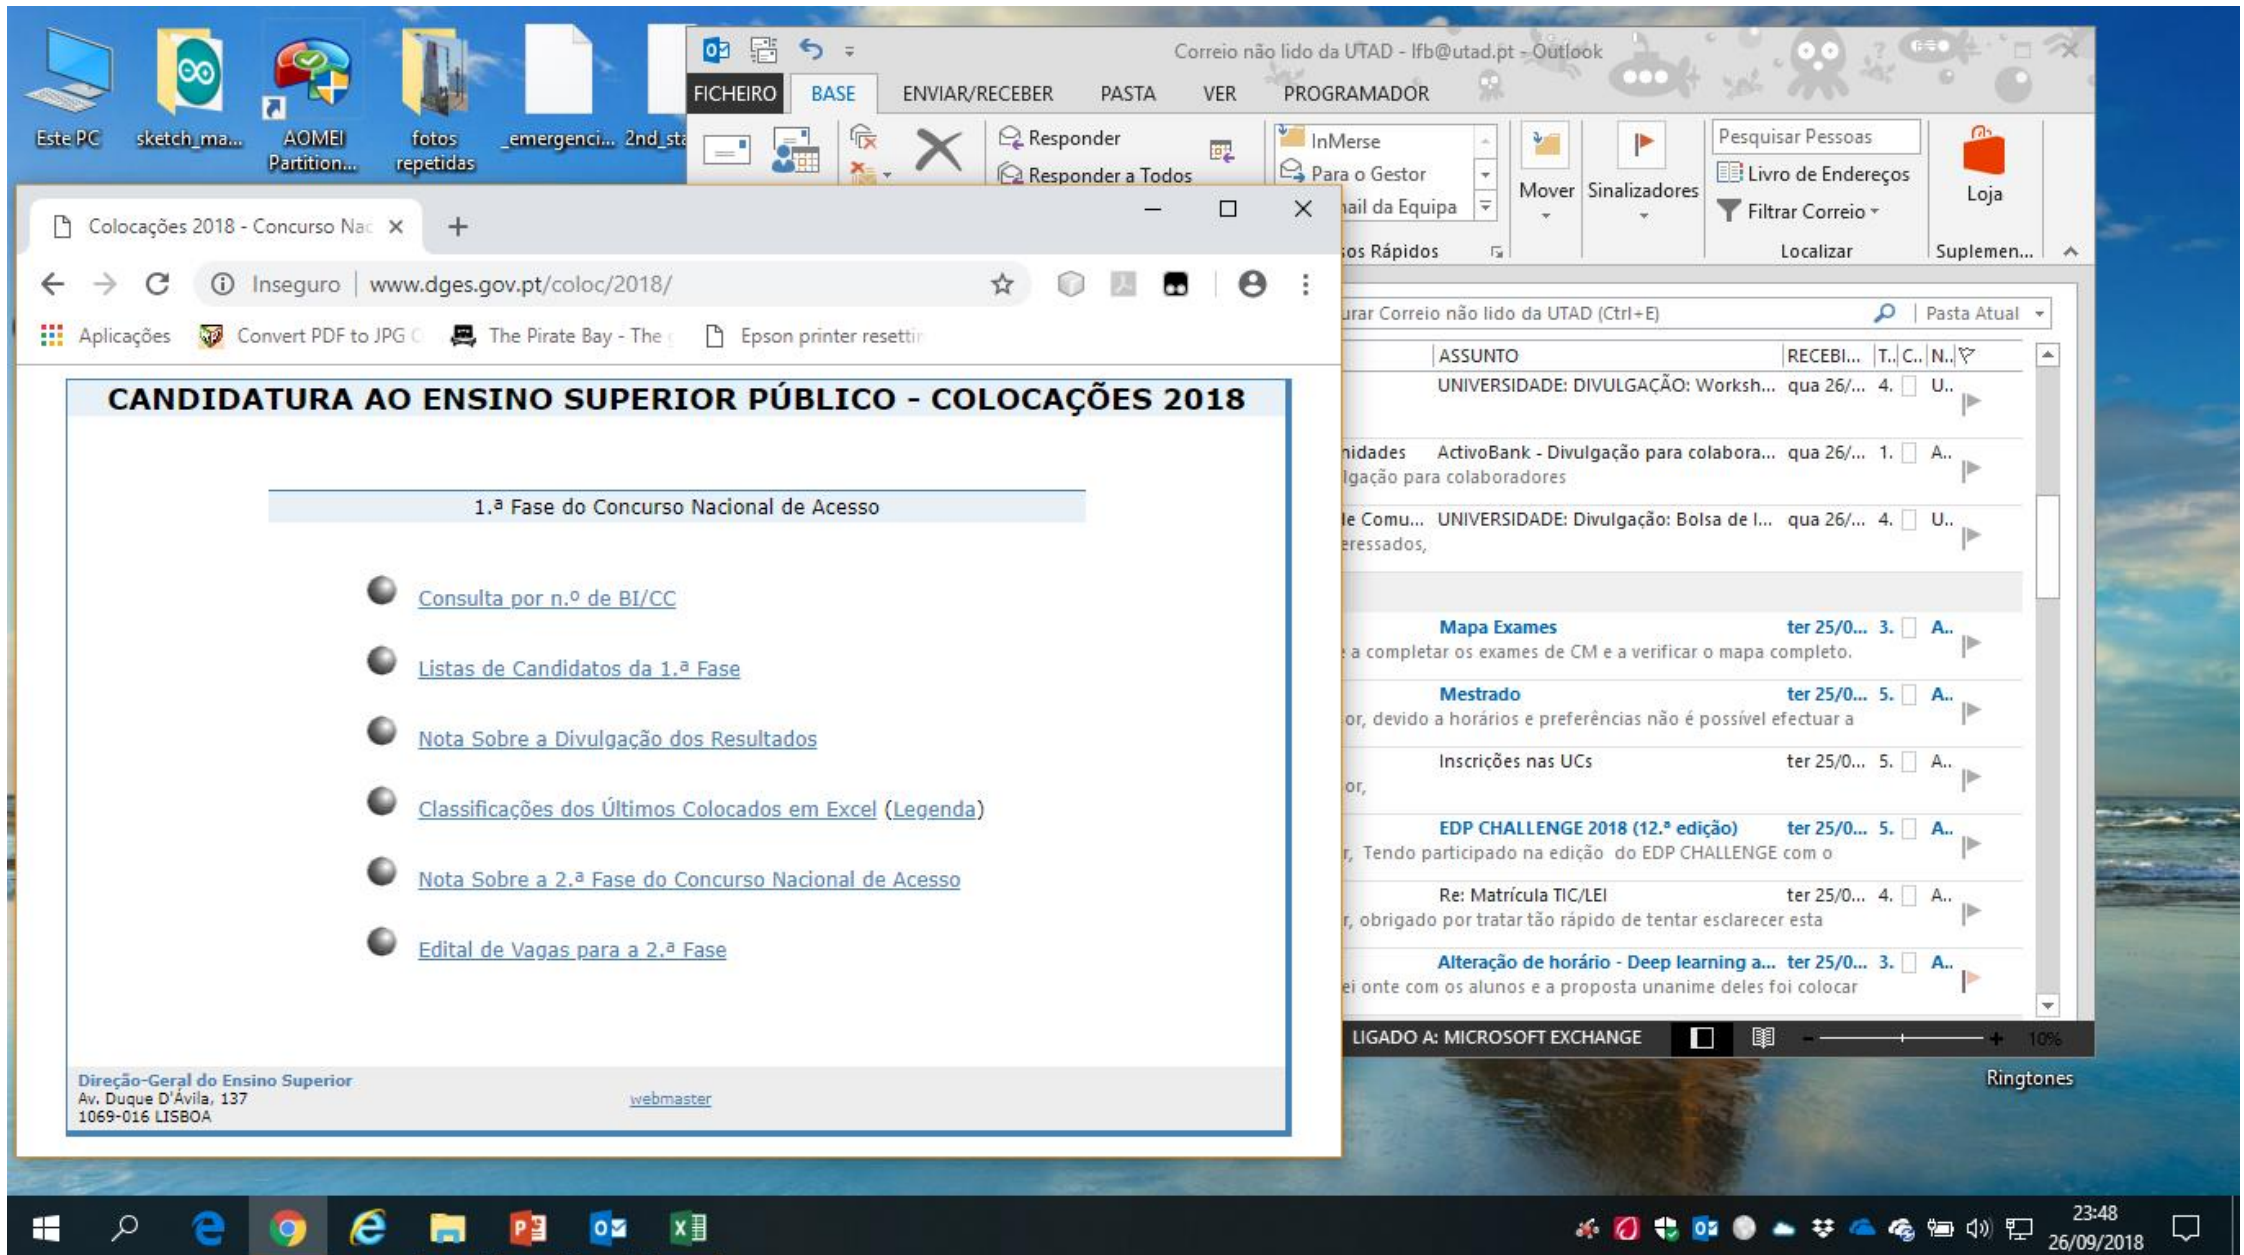 Este PC
sketch_ma...
AOMEI
Partition...
fotos
repetidas
_emergenci...
2nd_sta
Correio não lido da UTAD - lfb@utad.pt - Outlook
FICHEIRO BASE ENVIAR/RECEBER PASTA VER PROGRAMADOR
Responder
Responder a Todos
InMerse
Para o Gestor
Mover
Sinalizadores
Pesquisar Pessoas
Livro de Endereços
Filtrar Correio
Localizar
Loja
Suplemen...
Colocações 2018 - Concurso Nac
Inseguro www.dges.gov.pt/coloc/2018/
Aplicações Convert PDF to JPG The Pirate Bay - The Epson printer resettin
CANDIDATURA AO ENSINO SUPERIOR PÚBLICO - COLOCAÇÕES 2018
1.ª Fase do Concurso Nacional de Acesso
Consulta por n.º de BI/CC
Listas de Candidatos da 1.ª Fase
Nota Sobre a Divulgação dos Resultados
Classificações dos Últimos Colocados em Excel (Legenda)
Nota Sobre a 2.ª Fase do Concurso Nacional de Acesso
Edital de Vagas para a 2.ª Fase
Direção-Geral do Ensino Superior
Av. Duque D'Ávila, 137
1069-016 LISBOA
webmaster
ail da Equipa
os Rápidos
urar Correio não lido da UTAD (Ctrl+E) Pasta Atual
ASSUNTO RECEBI... T.. C.. N..
UNIVERSIDADE: DIVULGAÇÃO: Worksh... qua 26/... 4. U..
nidades ActivoBank - Divulgação para colabora... qua 26/... 1. A..
lgação para colaboradores
de Comu... UNIVERSIDADE: Divulgação: Bolsa de I... qua 26/... 4. U..
eressados,
Mapa Exames ter 25/0... 3. A..
a completar os exames de CM e a verificar o mapa completo.
Mestrado ter 25/0... 5. A..
or, devido a horários e preferências não é possível efectuar a
Inscrições nas UCs ter 25/0... 5. A..
or,
EDP CHALLENGE 2018 (12.ª edição) ter 25/0... 5. A..
r, Tendo participado na edição do EDP CHALLENGE com o
Re: Matrícula TIC/LEI ter 25/0... 4. A..
r, obrigado por tratar tão rápido de tentar esclarecer esta
Alteração de horário - Deep learning a... ter 25/0... 3. A..
ei onte com os alunos e a proposta unanime deles foi colocar
LIGADO A: MICROSOFT EXCHANGE 10%
Ringtones
23:48
26/09/2018